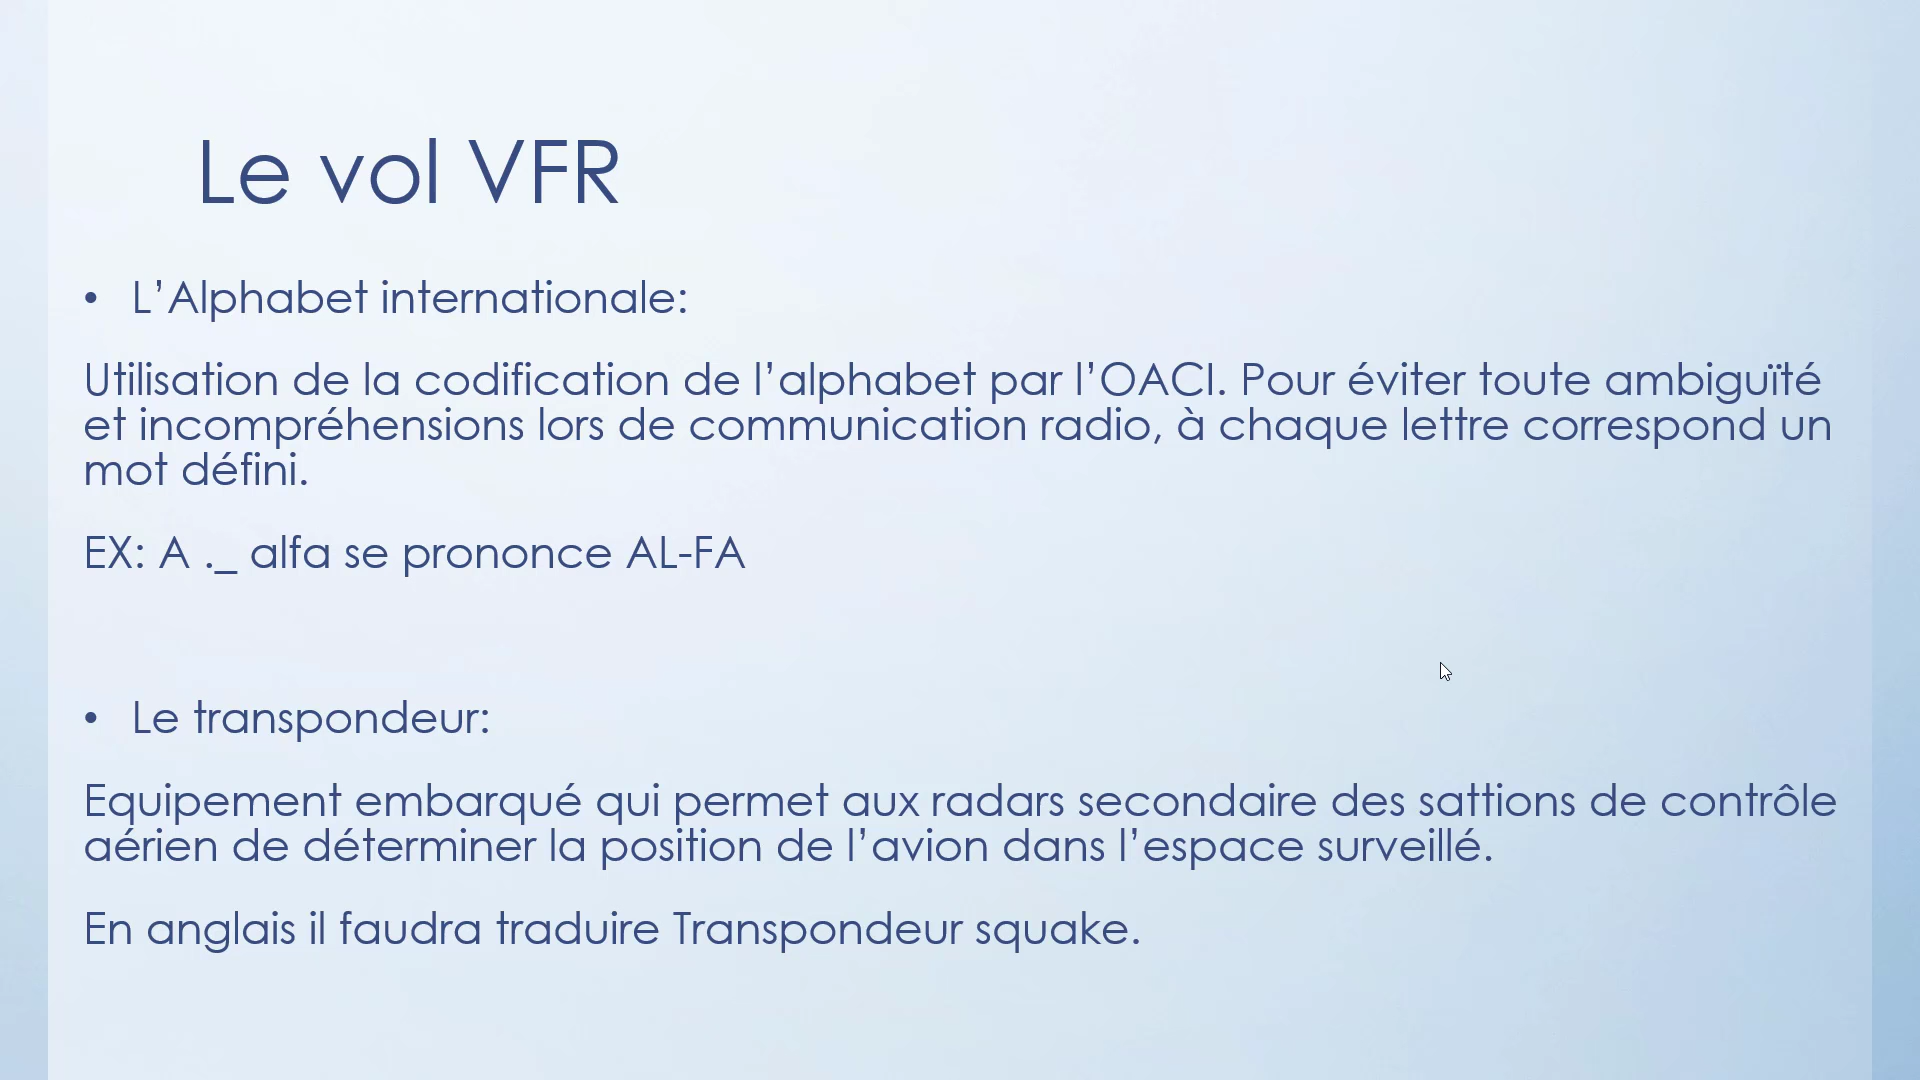 Le vol VFR
• L’Alphabet internationale:
Utilisation de la codification de l’alphabet par l’OACI. Pour éviter toute ambiguïté
et incompréhensions lors de communication radio, à chaque lettre correspond un
mot défini.
EX: A ._ alfa se prononce AL-FA
• Le transpondeur:
Equipement embarqué qui permet aux radars secondaire des sattions de contrôle
aérien de déterminer la position de l’avion dans l’espace surveillé.
En anglais il faudra traduire Transpondeur squake.